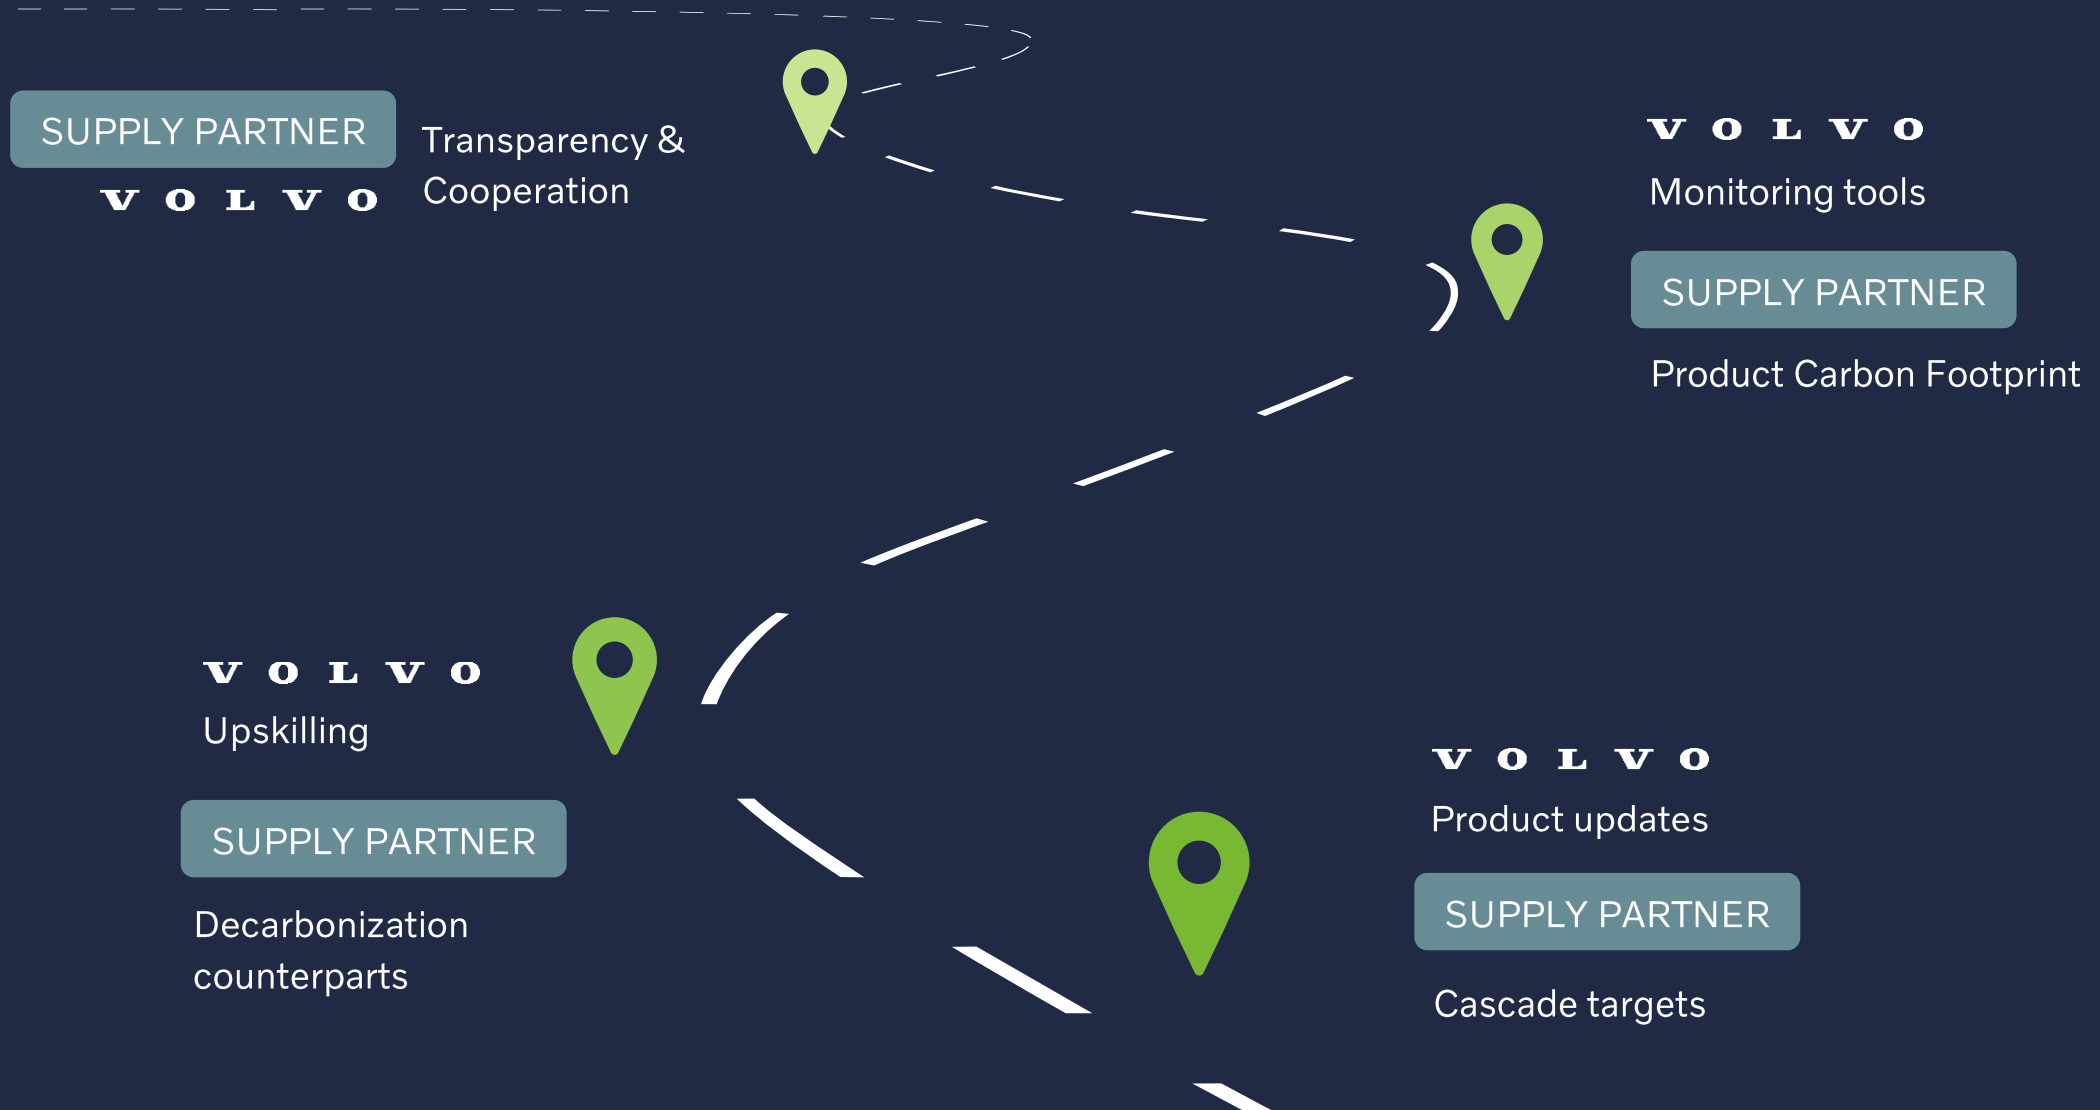 SUPPLY PARTNER
VOLVO
Transparency &
Cooperation
VOLVO
Monitoring tools
SUPPLY PARTNER
Product Carbon Footprint
VOLVO
Upskilling
SUPPLY PARTNER
Decarbonization
counterparts
VOLVO
Product updates
SUPPLY PARTNER
Cascade targets